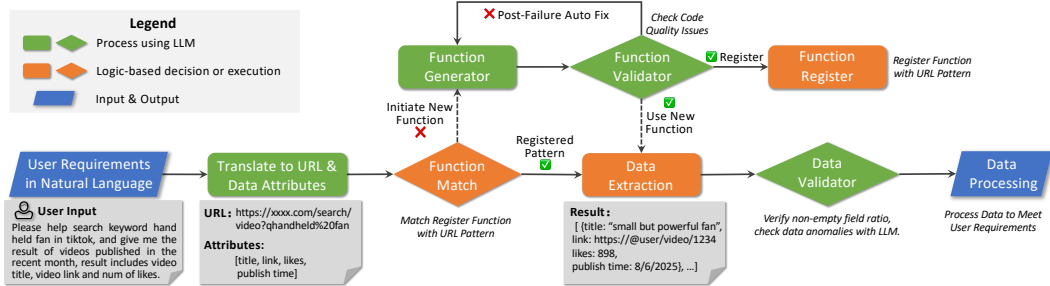 Legend
Process using LLM
Logic-based decision or execution
Input & Output
Post-Failure Auto Fix
Check Code
Quality Issues
Function
Generator
Function
Validator
Register
Function
Register
Register Function
with URL Pattern
Initiate New
Function
Use New
Function
Registered
Pattern
User Requirements
in Natural Language
Translate to URL &
Data Attributes
Function
Match
Data
Extraction
Data
Validator
Data
Processing
User Input
Please help search keyword hand
held fan in tiktok, and give me the
result of videos published in the
recent month, result includes video
title, video link and num of likes.
URL: https://xxxx.com/search/
video?qhandheld%20fan
Attributes:
[title, link, likes,
publish time]
Match Register Function
with URL Pattern
Result:
[ {title: “small but powerful fan”,
link: https://@user/video/1234
likes: 898,
publish time: 8/6/2025}, ...]
Verify non-empty field ratio,
check data anomalies with LLM.
Process Data to Meet
User Requirements